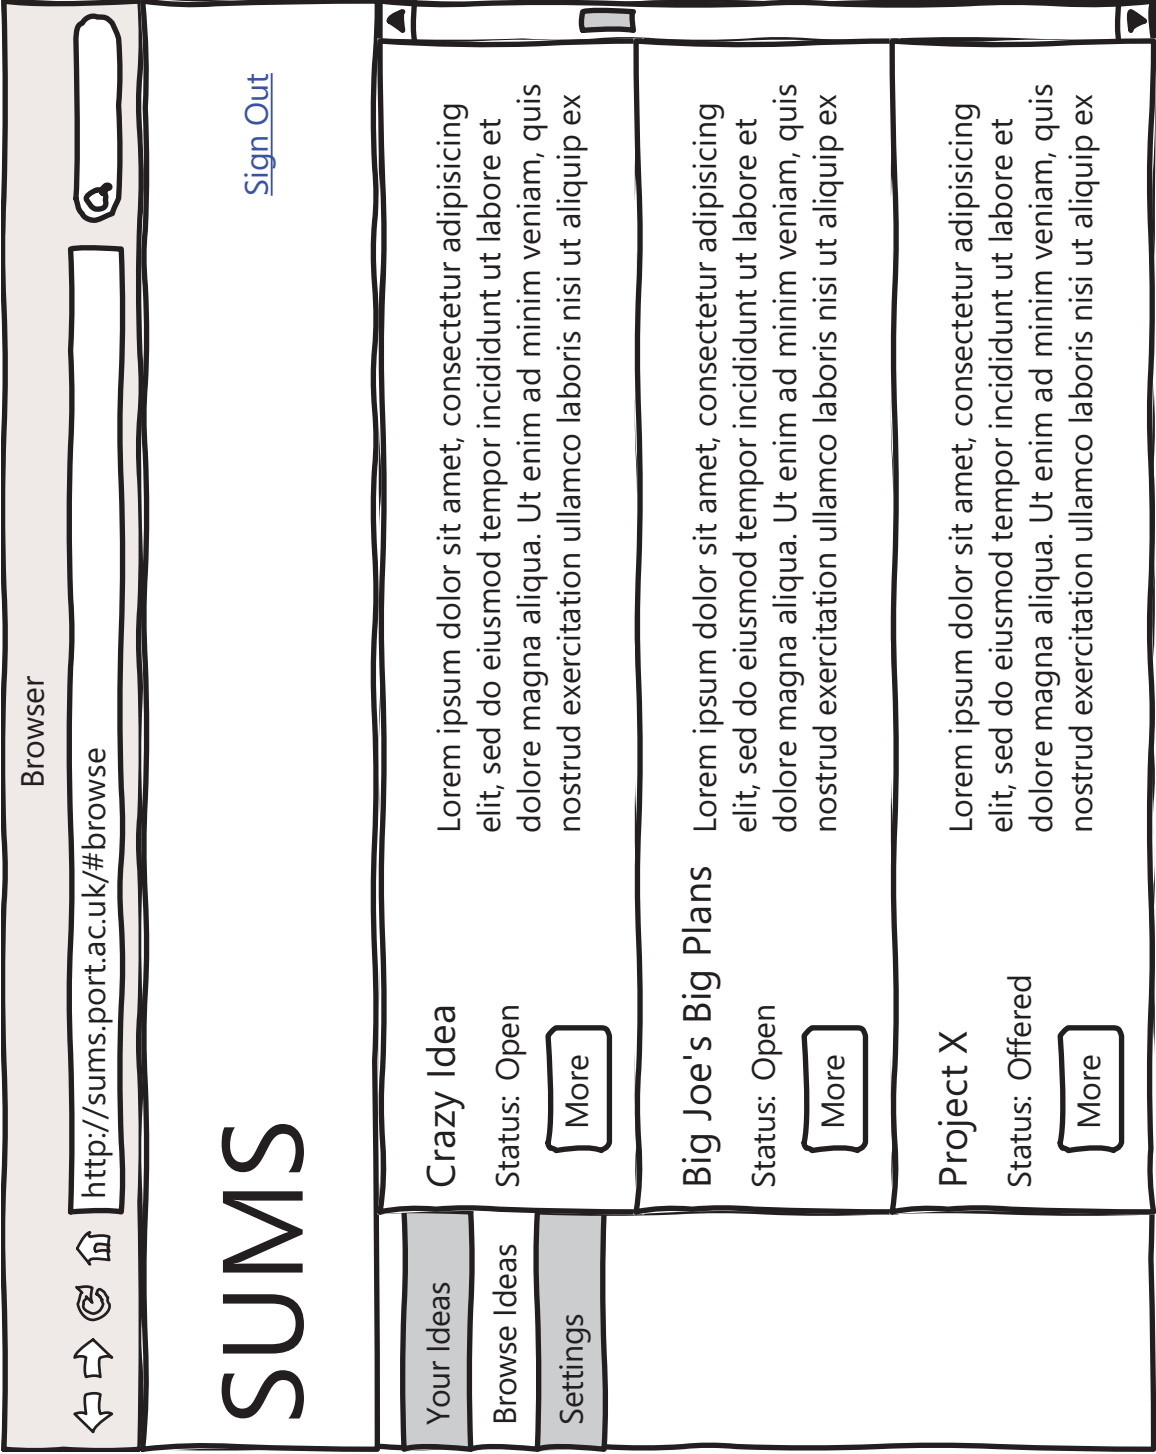 Browser
http://sums.port.ac.uk/#browse
SUMS
Sign Out
Your Ideas
Browse Ideas
Settings
Crazy Idea
Status: Open
More
Lorem ipsum dolor sit amet, consectetur adipisicing
elit, sed do eiusmod tempor incididunt ut labore et
dolore magna aliqua. Ut enim ad minim veniam, quis
nostrud exercitation ullamco laboris nisi ut aliquip ex
Big Joe's Big Plans
Status: Open
More
Lorem ipsum dolor sit amet, consectetur adipisicing
elit, sed do eiusmod tempor incididunt ut labore et
dolore magna aliqua. Ut enim ad minim veniam, quis
nostrud exercitation ullamco laboris nisi ut aliquip ex
Project X
Status: Offered
More
Lorem ipsum dolor sit amet, consectetur adipisicing
elit, sed do eiusmod tempor incididunt ut labore et
dolore magna aliqua. Ut enim ad minim veniam, quis
nostrud exercitation ullamco laboris nisi ut aliquip ex